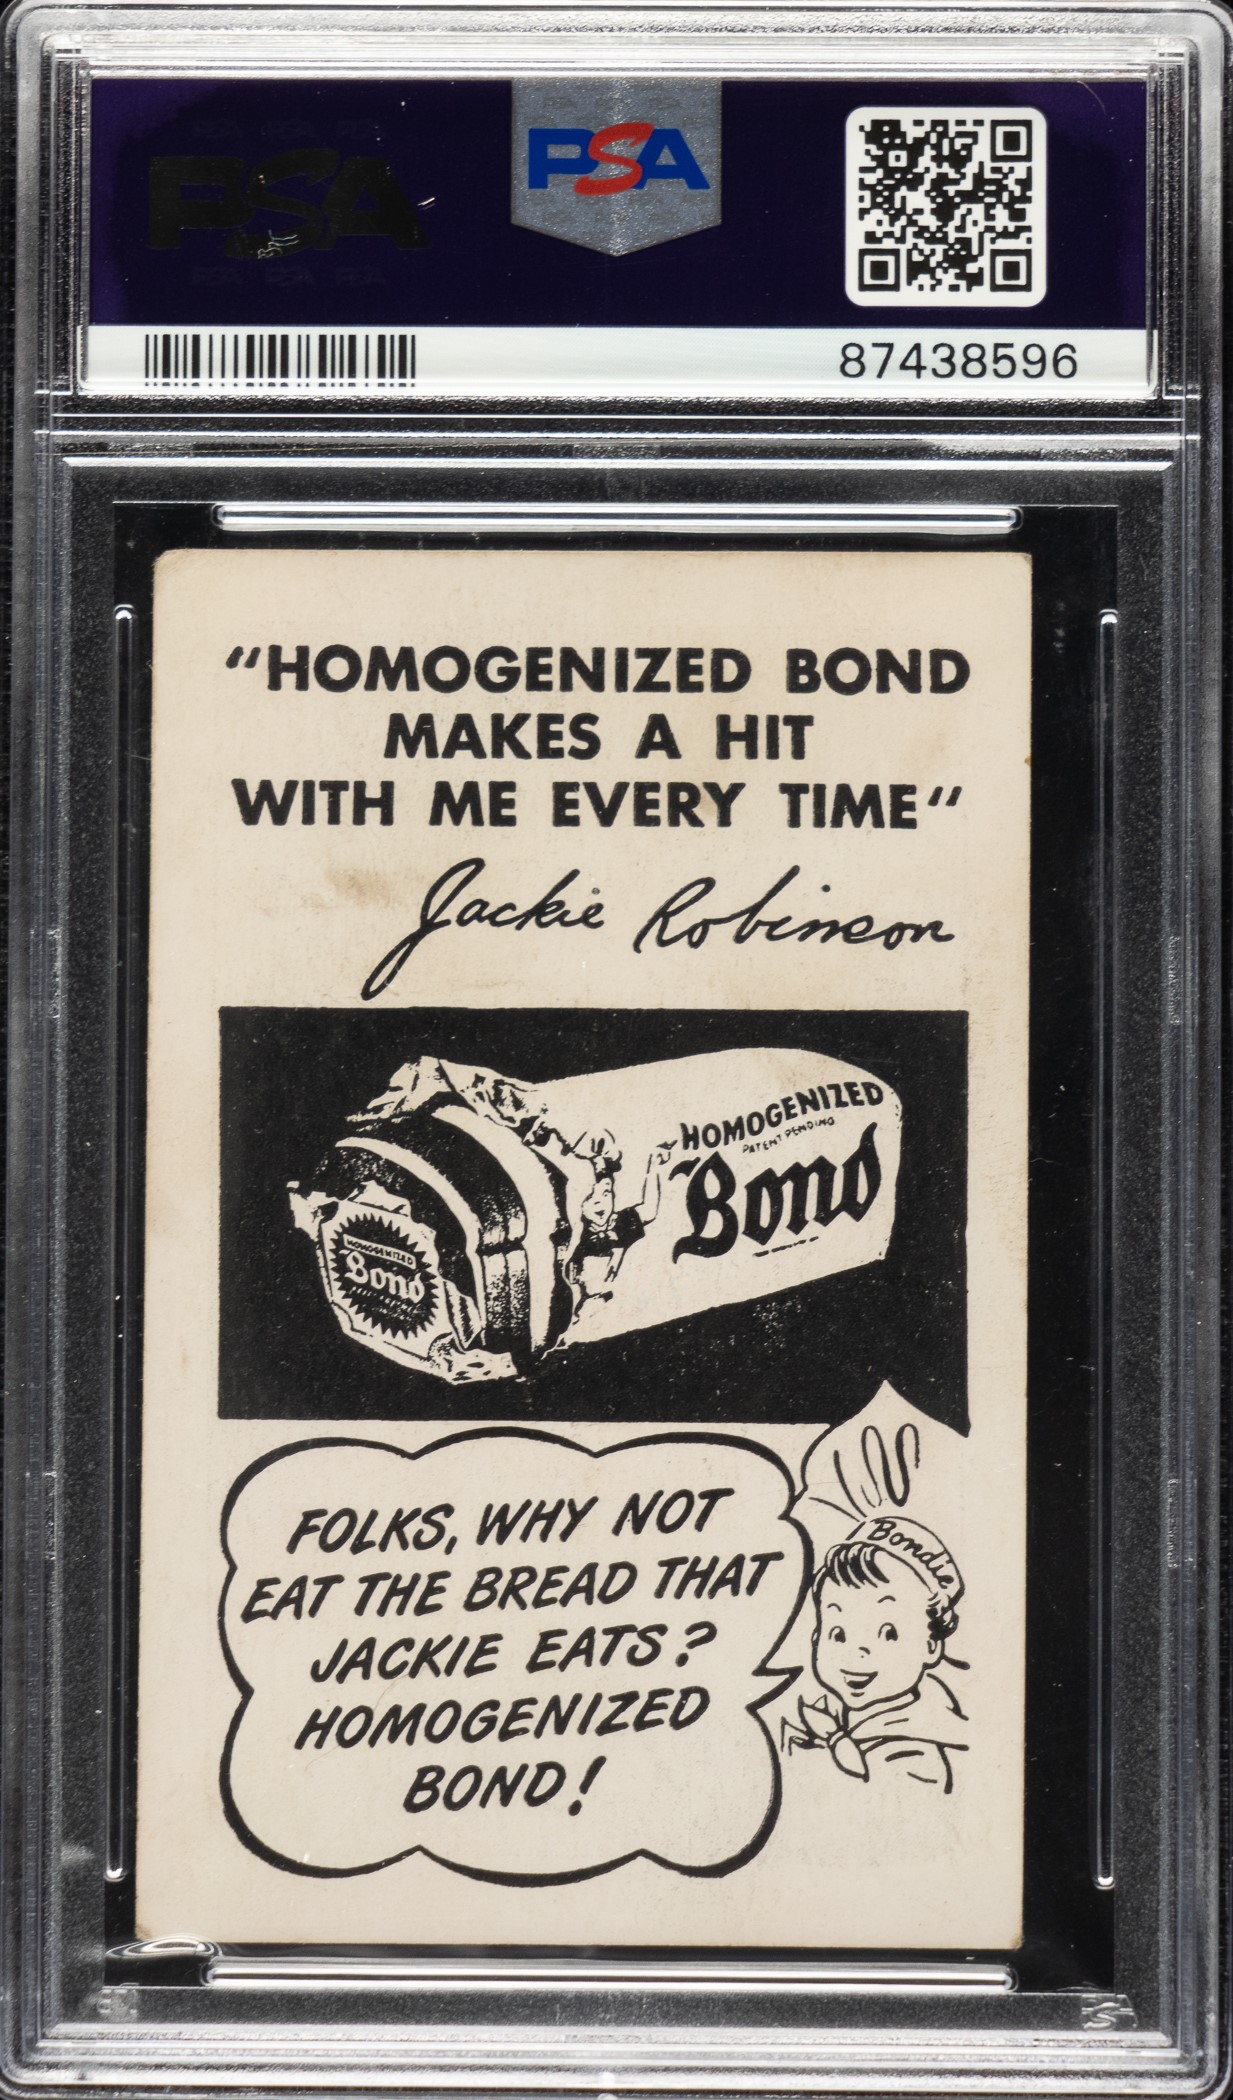 PSA
PSA
87438596
"HOMOGENIZED BOND
MAKES A HIT
WITH ME EVERY TIME"
Jackie Robinson
HOMOGENIZED
PATENT PENDING
Bond
HOMOGENIZED
Bond
Bondie
FOLKS, WHY NOT
EAT THE BREAD THAT
JACKIE EATS?
HOMOGENIZED
BOND!